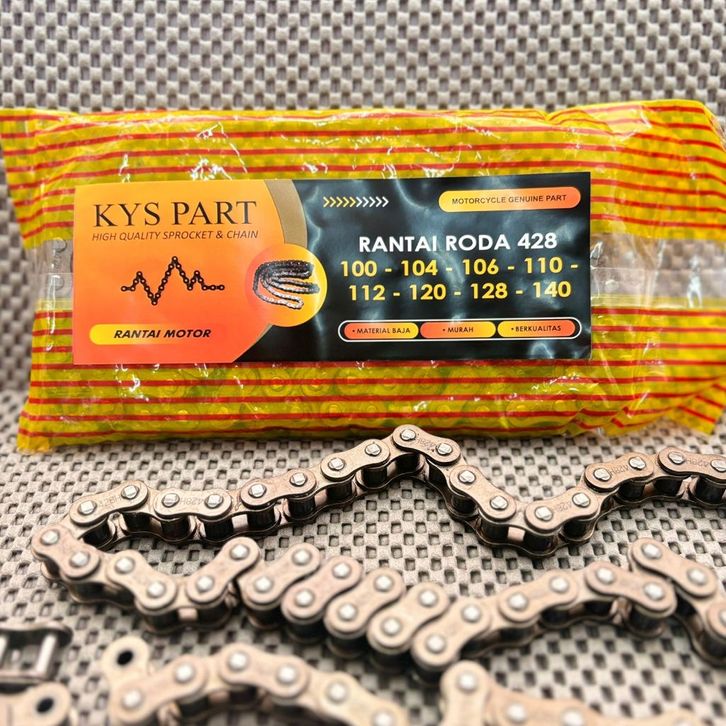 KYS PART
HIGH QUALITY SPROCKET & CHAIN
RANTAI MOTOR
MOTORCYCLE GENUINE PART
RANTAI RODA 428
100 - 104 - 106 - 110 -
112 - 120 - 128 - 140
• MATERIAL BAJA • MURAH • BERKUALITAS